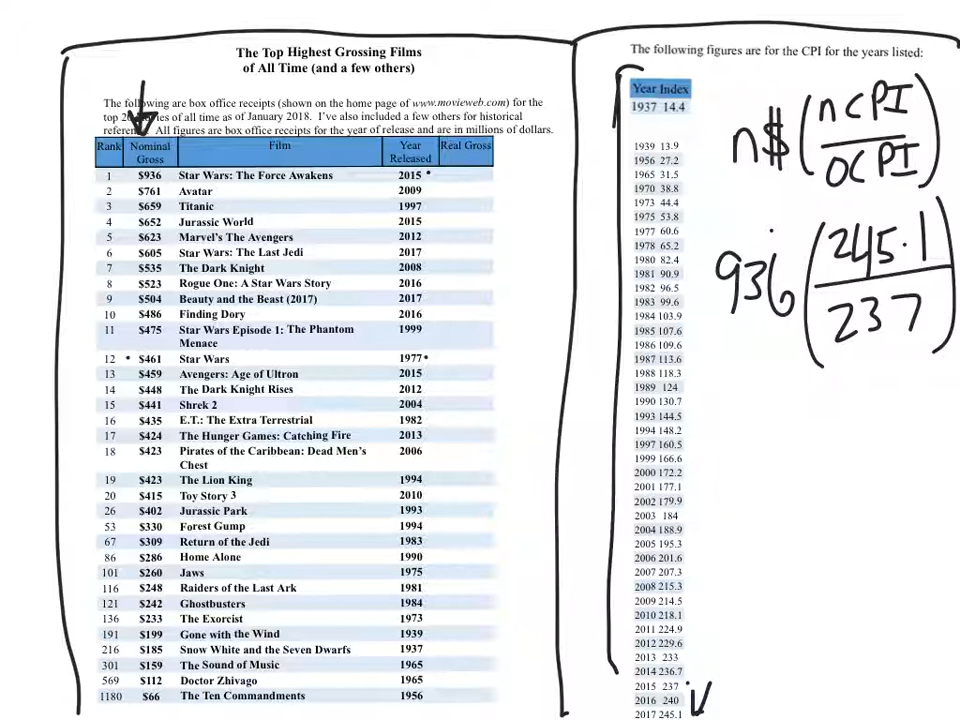 The Top Highest Grossing Films
of All Time (and a few others)
The following are box office receipts (shown on the home page of www.movieweb.com) for the
top 20 movies of all time as of January 2018. I've also included a few others for historical
All figures are box office receipts for the year of release and are in millions of dollars.
Rank Nominal Gross Film Year Released Real Gross
1 $936 Star Wars: The Force Awakens 2015
2 $761 Avatar 2009
3 $659 Titanic 1997
4 $652 Jurassic World 2015
5 $623 Marvel's The Avengers 2012
6 $605 Star Wars: The Last Jedi 2017
7 $535 The Dark Knight 2008
8 $523 Rogue One: A Star Wars Story 2016
9 $504 Beauty and the Beast (2017) 2017
10 $486 Finding Dory 2016
11 $475 Star Wars Episode 1: The Phantom 1999
Menace
12 $461 Star Wars 1977
13 $459 Avengers: Age of Ultron 2015
14 $448 The Dark Knight Rises 2012
15 $441 Shrek 2 2004
16 $435 E.T.: The Extra Terrestrial 1982
17 $424 The Hunger Games: Catching Fire 2013
18 $423 Pirates of the Caribbean: Dead Men's 2006
Chest
19 $423 The Lion King 1994
20 $415 Toy Story 3 2010
26 $402 Jurassic Park 1993
53 $330 Forest Gump 1994
67 $309 Return of the Jedi 1983
86 $286 Home Alone 1990
101 $260 Jaws 1975
116 $248 Raiders of the Last Ark 1981
121 $242 Ghostbusters 1984
136 $233 The Exorcist 1973
191 $199 Gone with the Wind 1939
216 $185 Snow White and the Seven Dwarfs 1937
301 $159 The Sound of Music 1965
569 $112 Doctor Zhivago 1965
1180 $66 The Ten Commandments 1956
The following figures are for the CPI for the years listed:
Year Index
1937 14.4
1939 13.9
1956 27.2
1965 31.5
1970 38.8
1973 44.4
1975 53.8
1977 60.6
1978 65.2
1980 82.4
1981 90.9
1982 96.5
1983 99.6
1984 103.9
1985 107.6
1986 109.6
1987 113.6
1988 118.3
1989 124
1990 130.7
1993 144.5
1994 148.2
1997 160.5
1999 166.6
2000 172.2
2001 177.1
2002 179.9
2003 184
2004 188.9
2005 195.3
2006 201.6
2007 207.3
2008 215.3
2009 214.5
2010 218.1
2011 224.9
2012 229.6
2013 233
2014 236.7
2015 237
2016 240
2017 245.1
n$ (nCPI / OCPI)
936 (245.1 / 237)